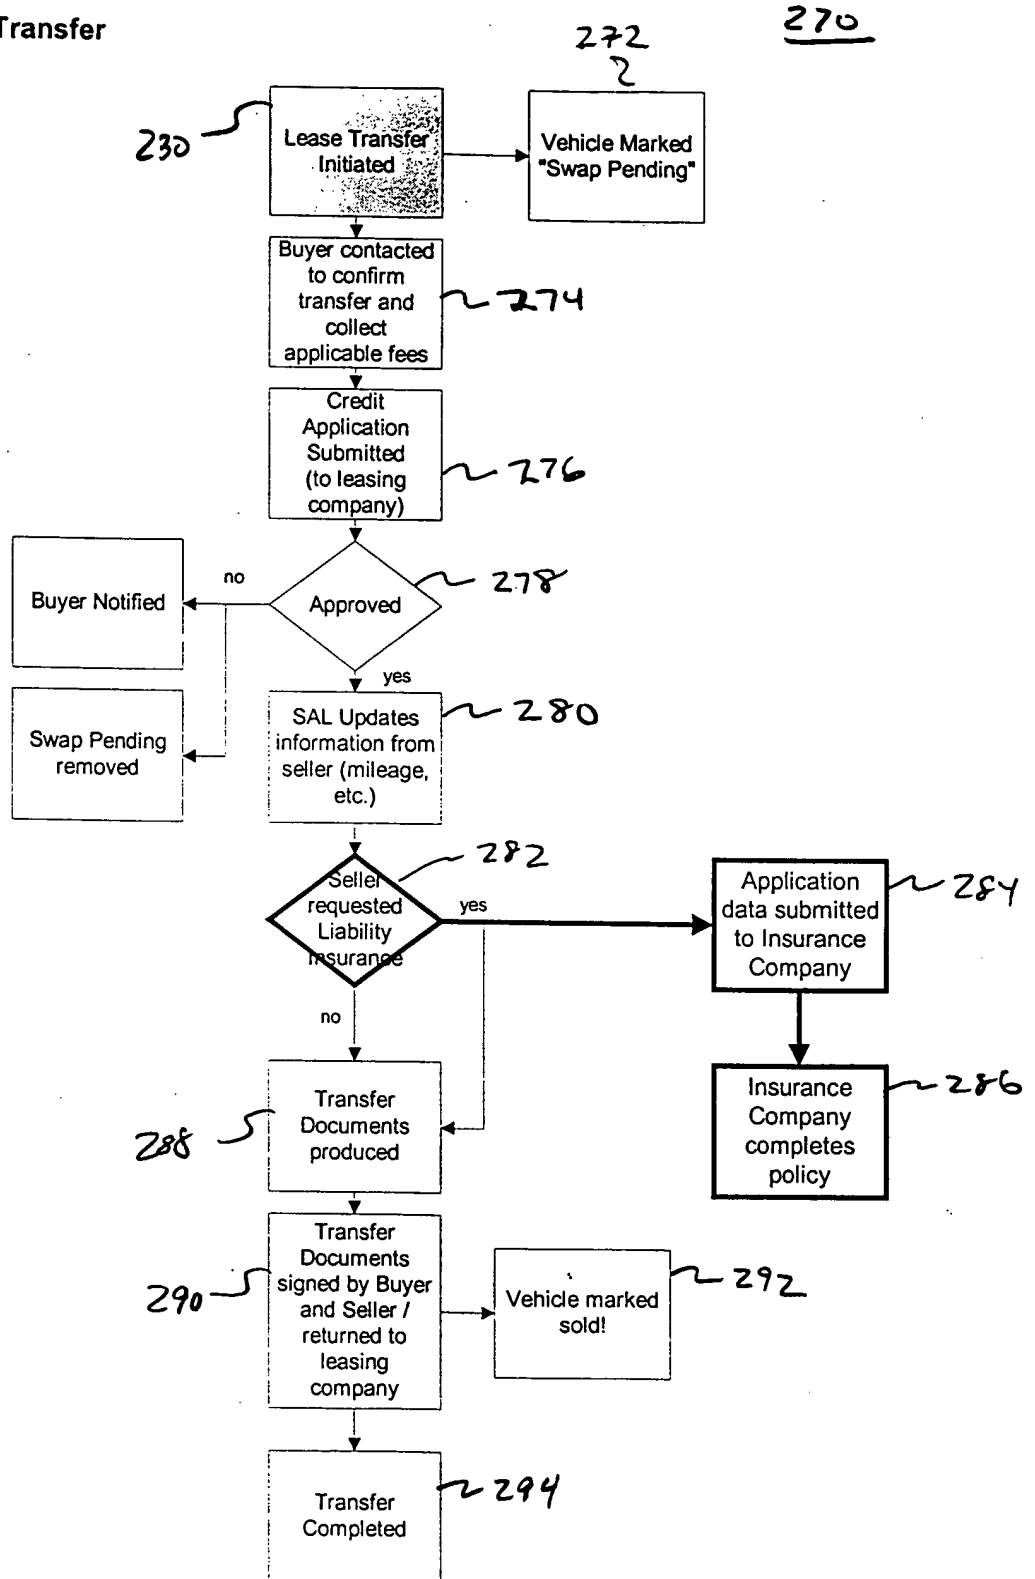 Transfer
270
272
230
Lease Transfer
Initiated
Vehicle Marked
"Swap Pending"
Buyer contacted
to confirm
transfer and
collect
applicable fees
274
Credit
Application
Submitted
(to leasing
company)
276
278
no
Buyer Notified
Approved
yes
Swap Pending
removed
SAL Updates
information from
seller (mileage,
etc.)
280
282
Seller
requested
Liability
insurance
yes
no
Application
data submitted
to Insurance
Company
284
Insurance
Company
completes
policy
286
Transfer
Documents
produced
288
Transfer
Documents
signed by Buyer
and Seller /
returned to
leasing
company
290
Vehicle marked
sold!
292
Transfer
Completed
294